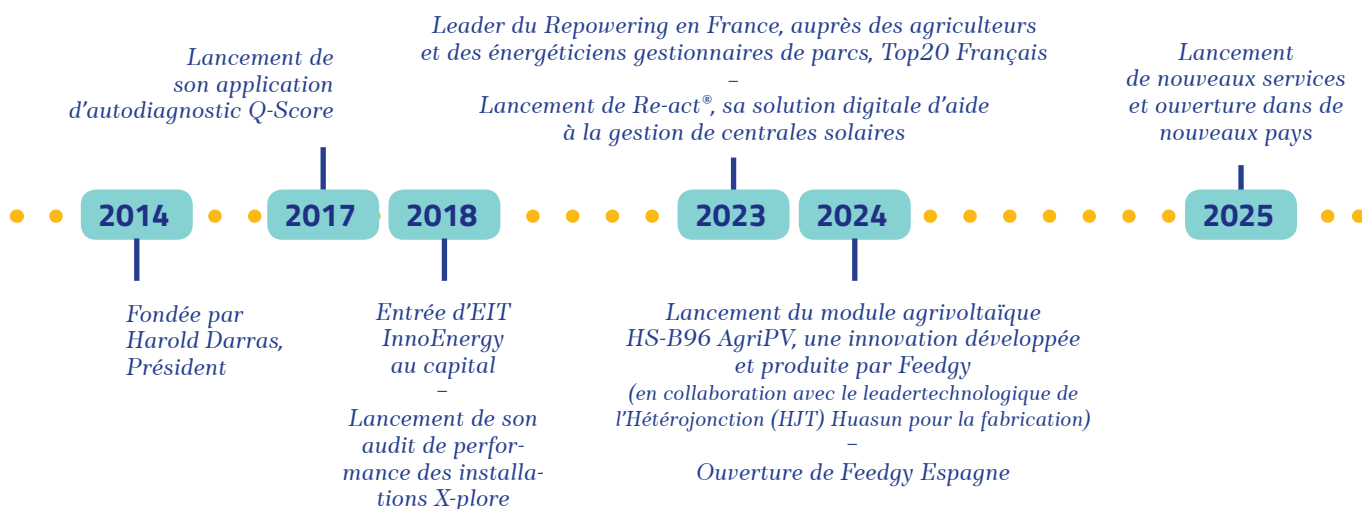 Lancement de
son application
d'autodiagnostic Q-Score
Leader du Repowering en France, auprès des agriculteurs
et des énergéticiens gestionnaires de parcs, Top20 Français
–
Lancement de Re-act®, sa solution digitale d'aide
à la gestion de centrales solaires
Lancement
de nouveaux services
et ouverture dans de
nouveaux pays
2014
2017
2018
2023
2024
2025
Fondée par
Harold Darras,
Président
Entrée d'EIT
InnoEnergy
au capital
–
Lancement de son
audit de perfor-
mance des installa-
tions X-plore
Lancement du module agrivoltaïque
HS-B96 AgriPV, une innovation développée
et produite par Feedgy
(en collaboration avec le leadertechnologique de
l'Hétérojonction (HJT) Huasun pour la fabrication)
–
Ouverture de Feedgy Espagne